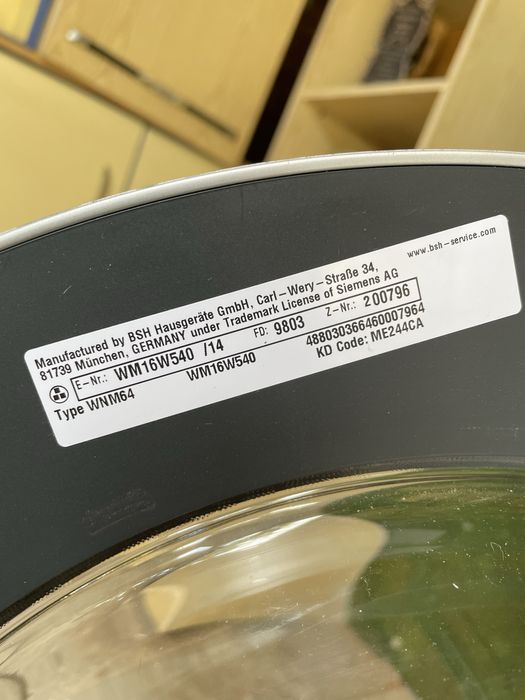 www.bsh-service.com
Manufactured by BSH Hausgeräte GmbH, Carl-Wery-Straße 34,
81739 München, GERMANY under Trademark License of Siemens AG
E-Nr.: WM16W540 /14 FD: 9803 Z-Nr.: 200796
Type WNM64 WM16W540 488030366460007964
KD Code: ME244CA